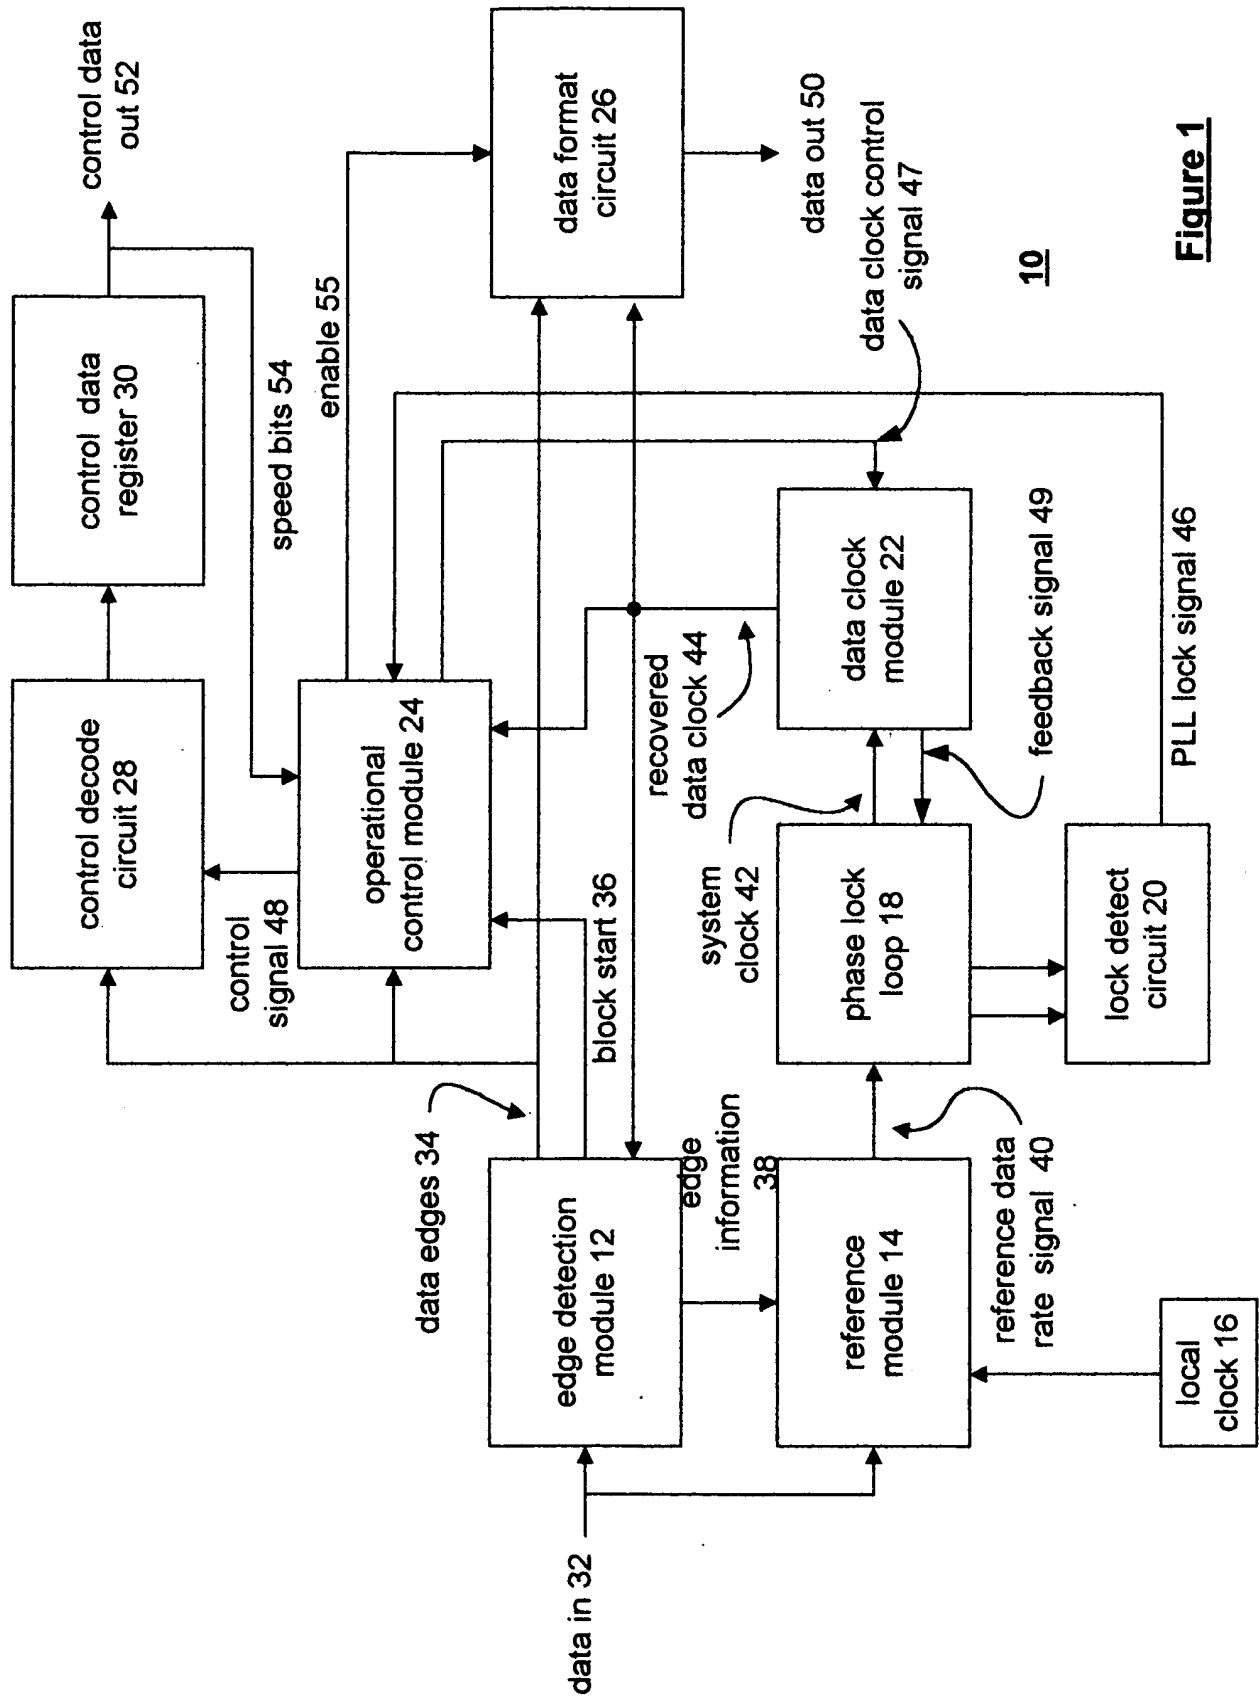 control decode
circuit 28
control data
register 30
control data
out 52
control
signal 48
speed bits 54
operational
control module 24
enable 55
data edges 34
block start 36
data format
circuit 26
edge detection
module 12
data in 32
recovered
data clock 44
edge
information
38
system
clock 42
data out 50
reference
module 14
phase lock
loop 18
data clock
module 22
data clock control
signal 47
reference data
rate signal 40
feedback signal 49
10
lock detect
circuit 20
PLL lock signal 46
local
clock 16
Figure 1